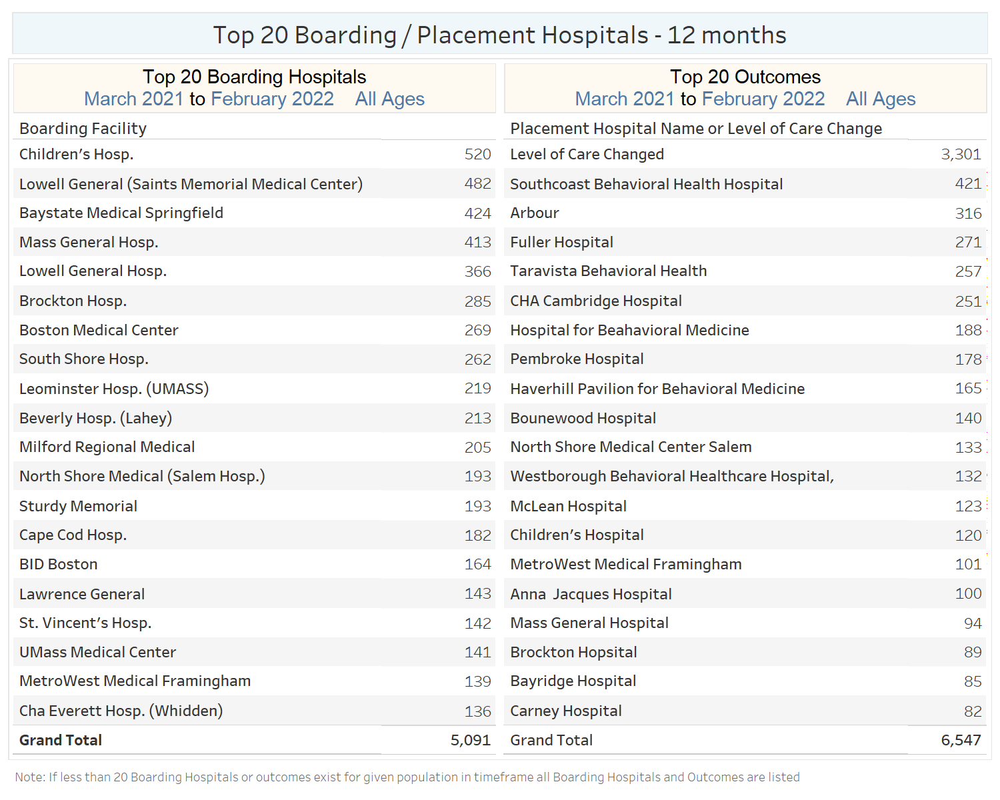 Top 20 Boarding / Placement Hospitals - 12 months
Top 20 Boarding Hospitals
March 2021 to February 2022 All Ages
Boarding Facility
Children's Hosp. 520
Lowell General (Saints Memorial Medical Center) 482
Baystate Medical Springfield 424
Mass General Hosp. 413
Lowell General Hosp. 366
Brockton Hosp. 285
Boston Medical Center 269
South Shore Hosp. 262
Leominster Hosp. (UMASS) 219
Beverly Hosp. (Lahey) 213
Milford Regional Medical 205
North Shore Medical (Salem Hosp.) 193
Sturdy Memorial 193
Cape Cod Hosp. 182
BID Boston 164
Lawrence General 143
St. Vincent's Hosp. 142
UMass Medical Center 141
MetroWest Medical Framingham 139
Cha Everett Hosp. (Whidden) 136
Grand Total 5,091
Top 20 Outcomes
March 2021 to February 2022 All Ages
Placement Hospital Name or Level of Care Change
Level of Care Changed 3,301
Southcoast Behavioral Health Hospital 421
Arbour 316
Fuller Hospital 271
Taravista Behavioral Health 257
CHA Cambridge Hospital 251
Hospital for Beahavioral Medicine 188
Pembroke Hospital 178
Haverhill Pavilion for Behavioral Medicine 165
Bounewood Hospital 140
North Shore Medical Center Salem 133
Westborough Behavioral Healthcare Hospital, 132
McLean Hospital 123
Children's Hospital 120
MetroWest Medical Framingham 101
Anna  Jacques Hospital 100
Mass General Hospital 94
Brockton Hopsital 89
Bayridge Hospital 85
Carney Hospital 82
Grand Total 6,547
Note: If less than 20 Boarding Hospitals or outcomes exist for given population in timeframe all Boarding Hospitals and Outcomes are listed